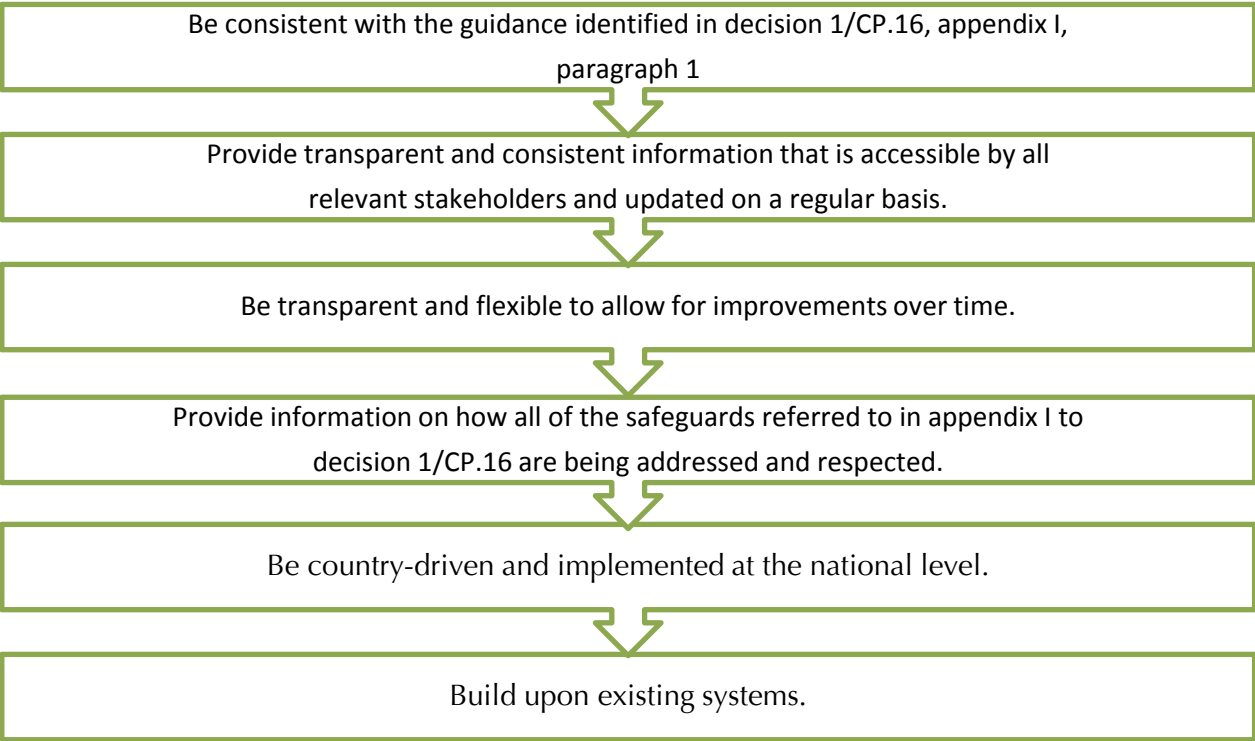 Be consistent with the guidance identified in decision 1/CP.16, appendix I,
paragraph 1
Provide transparent and consistent information that is accessible by all
relevant stakeholders and updated on a regular basis.
Be transparent and flexible to allow for improvements over time.
Provide information on how all of the safeguards referred to in appendix I to
decision 1/CP.16 are being addressed and respected.
Be country-driven and implemented at the national level.
Build upon existing systems.